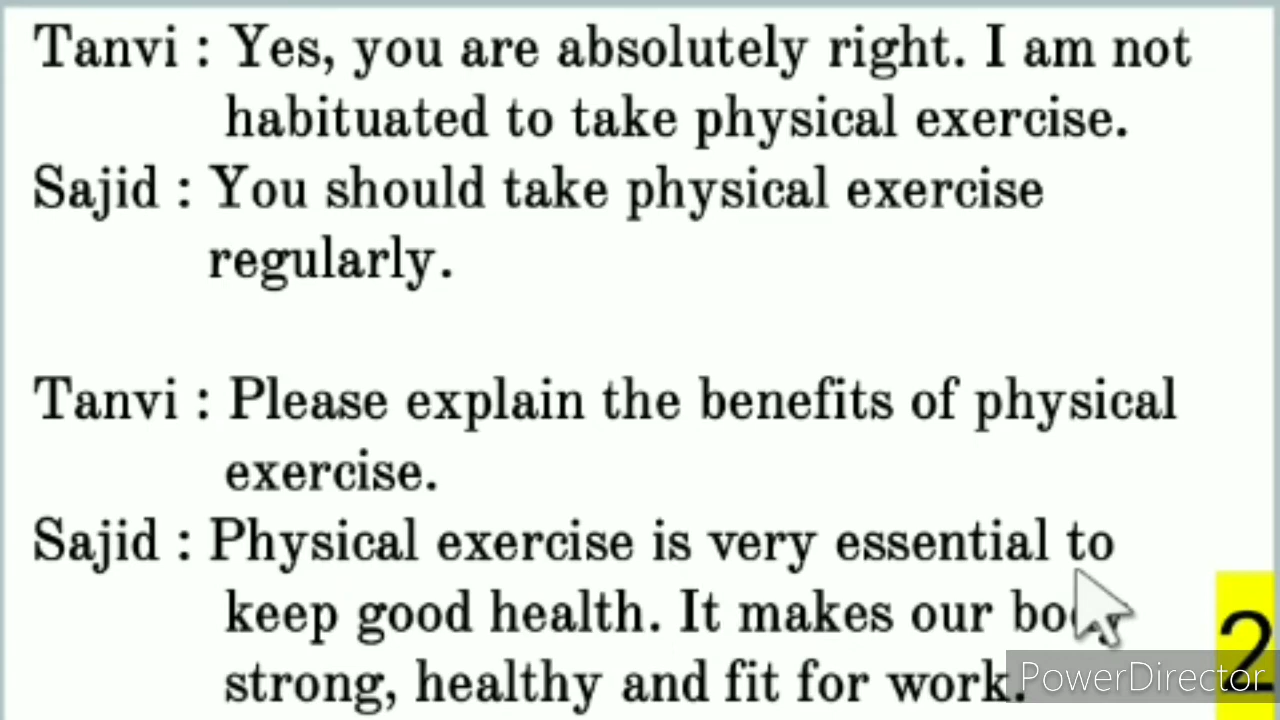 Tanvi : Yes, you are absolutely right. I am not
habituated to take physical exercise.
Sajid : You should take physical exercise
regularly.
Tanvi : Please explain the benefits of physical
exercise.
Sajid : Physical exercise is very essential to
keep good health. It makes our body
strong, healthy and fit for work.
2
PowerDirector